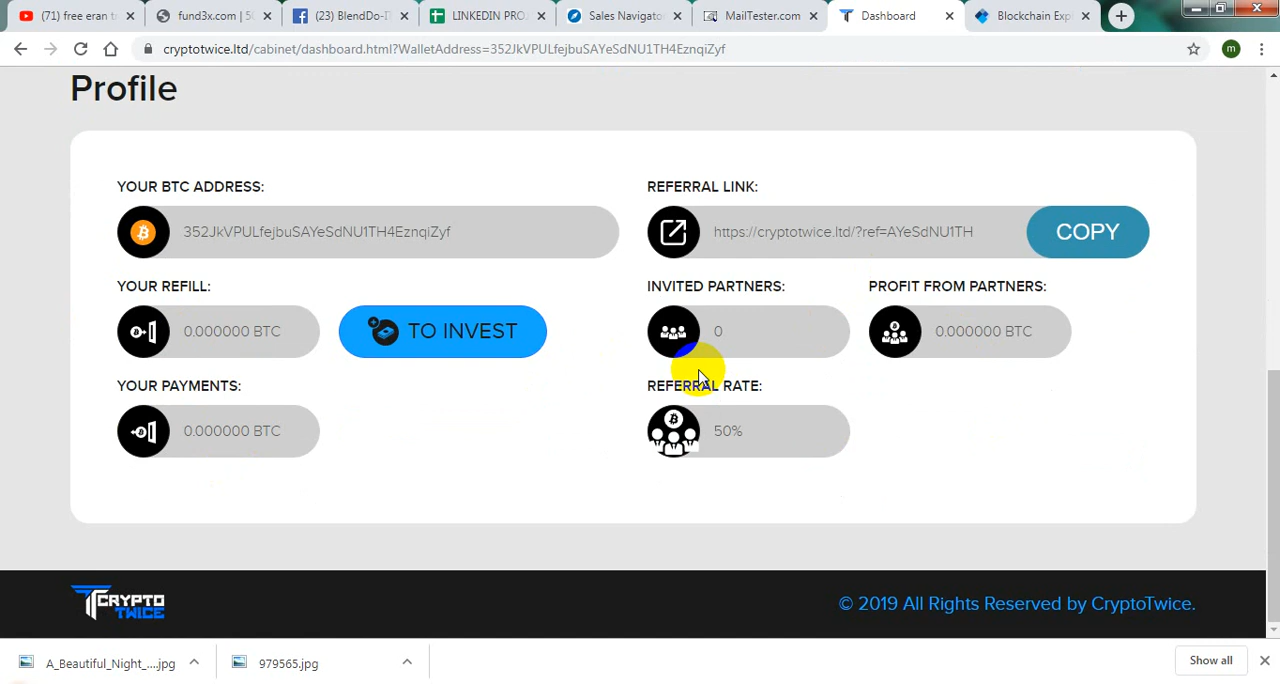 (71) free eran t
fund3x.com | 50
(23) BlendDo-I
LINKEDIN PRO
Sales Navigato
MailTester.com
Dashboard
Blockchain Exp
cryptotwice.ltd/cabinet/dashboard.html?WalletAddress=352JkVPULfejbuSAYeSdNU1TH4EznqiZyf
m
Profile
YOUR BTC ADDRESS:
352JkVPULfejbuSAYeSdNU1TH4EznqiZyf
REFERRAL LINK:
https://cryptotwice.ltd/?ref=AYeSdNU1TH
COPY
YOUR REFILL:
0.000000 BTC
TO INVEST
INVITED PARTNERS:
0
PROFIT FROM PARTNERS:
0.000000 BTC
YOUR PAYMENTS:
0.000000 BTC
REFERRAL RATE:
50%
CRYPTO
TWICE
© 2019 All Rights Reserved by CryptoTwice.
A_Beautiful_Night_....jpg
979565.jpg
Show all